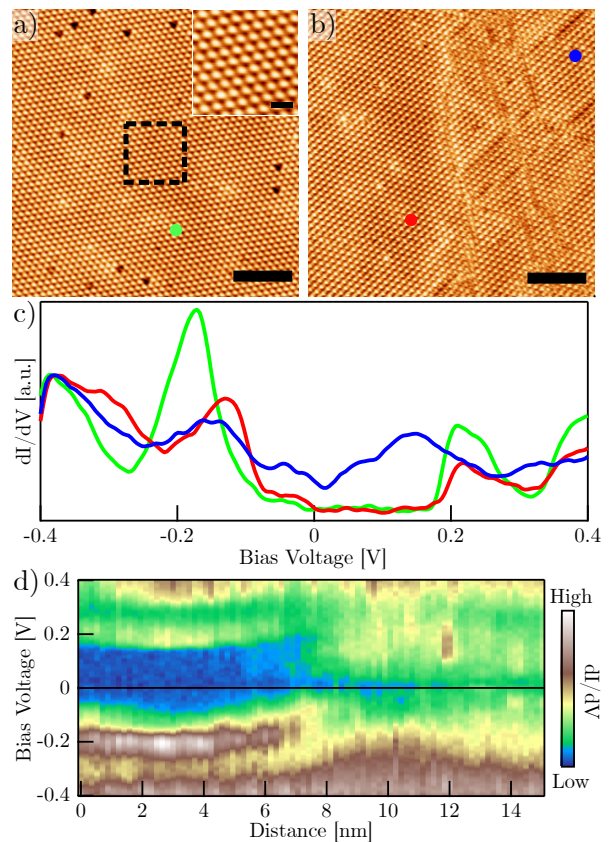 a)
b)
c)
dI/dV [a.u.]
-0.4
-0.2
0
0.2
0.4
Bias Voltage [V]
d)
0.4
0.2
0
-0.2
-0.4
Bias Voltage [V]
0
2
4
6
8
10
12
14
Distance [nm]
High
dI/dV
Low